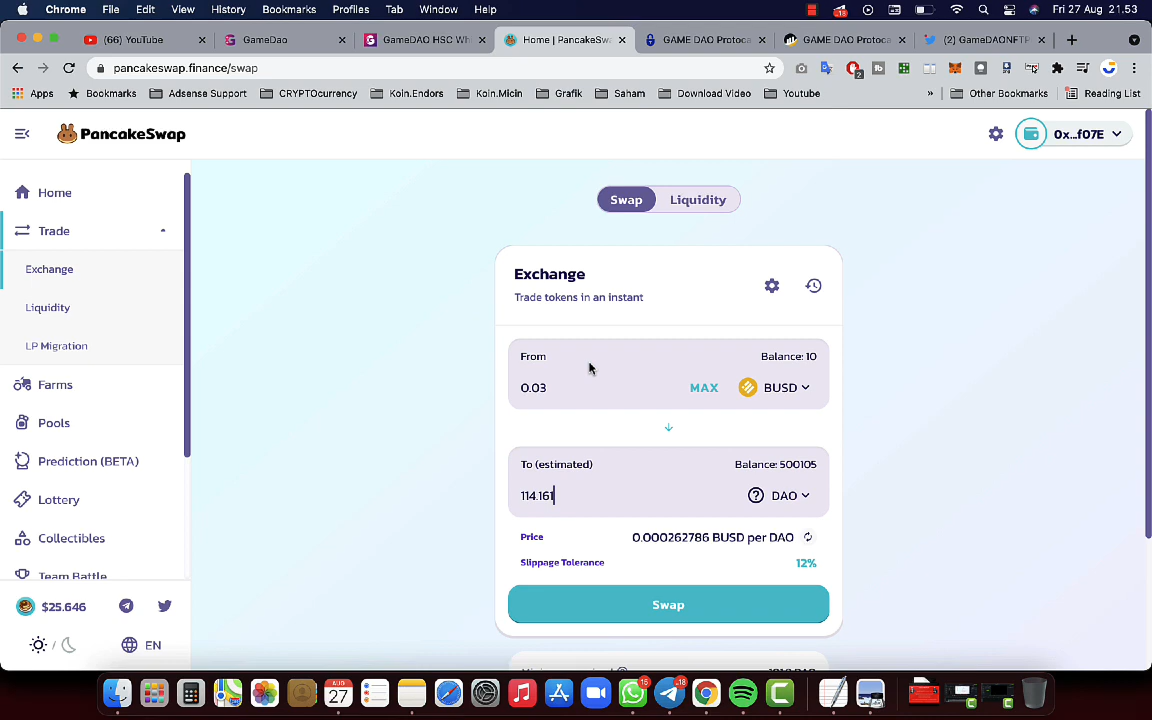 Chrome File Edit View History Bookmarks Profiles Tab Window Help Fri 27 Aug 21.53
(66) YouTube GameDao GameDAO HSC Whi Home | PancakeSwa GAME DAO Protoca GAME DAO Protoca (2) GameDAONFTP
pancakeswap.finance/swap
Apps Bookmarks Adsense Support CRYPTOcurrency Koin.Endors Koin.Micin Grafik Saham Download Video Youtube » Other Bookmarks Reading List
PancakeSwap
0x...f07E
Home
Trade
Exchange
Liquidity
LP Migration
Farms
Pools
Prediction (BETA)
Lottery
Collectibles
Team Battle
$25.646
EN
Swap Liquidity
Exchange
Trade tokens in an instant
From Balance: 10
0.03 MAX BUSD
To (estimated) Balance: 500105
114.161 DAO
Price 0.000262786 BUSD per DAO
Slippage Tolerance 12%
Swap